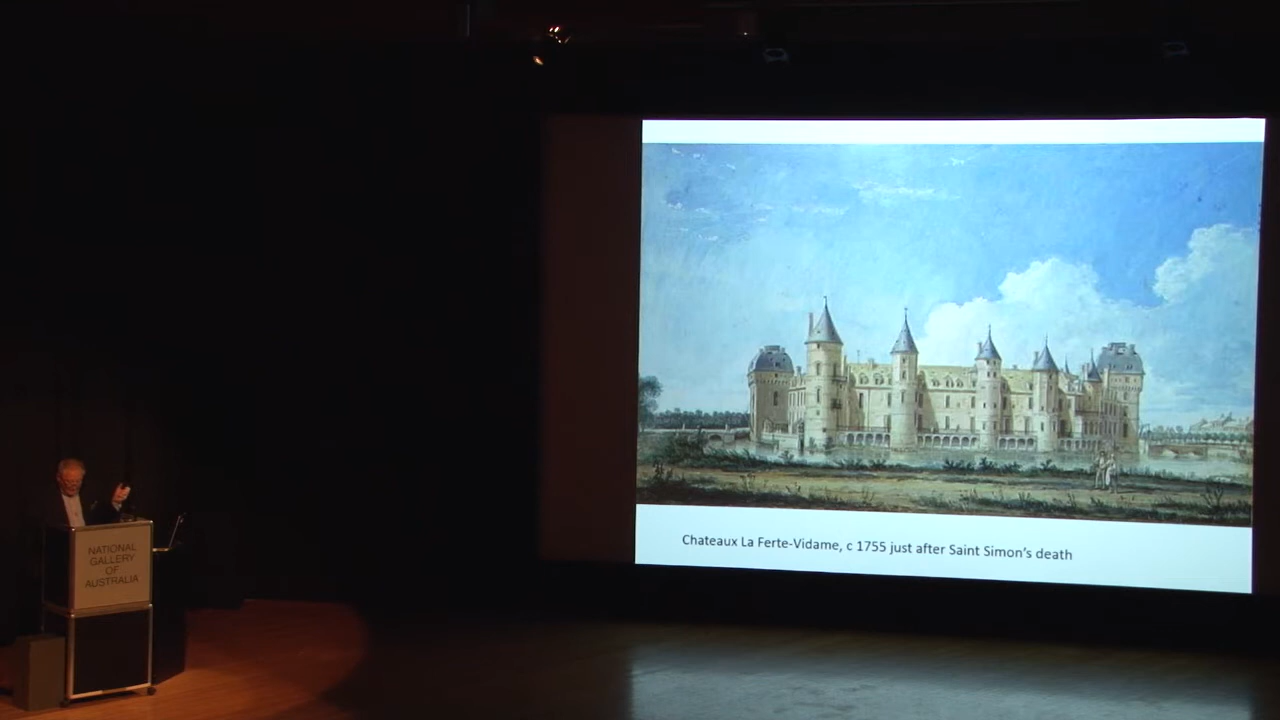 NATIONAL
GALLERY
OF
AUSTRALIA
Chateaux La Ferte-Vidame, c 1755 just after Saint Simon's death